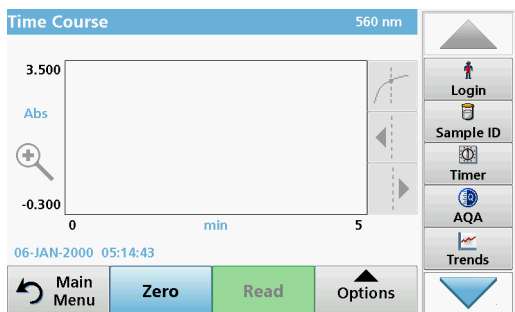 Time Course 560 nm
3.500
Abs
-0.300
0 min 5
06-JAN-2000 05:14:43
Main
Menu
Zero
Read
Options
Login
Sample ID
Timer
AQA
Trends